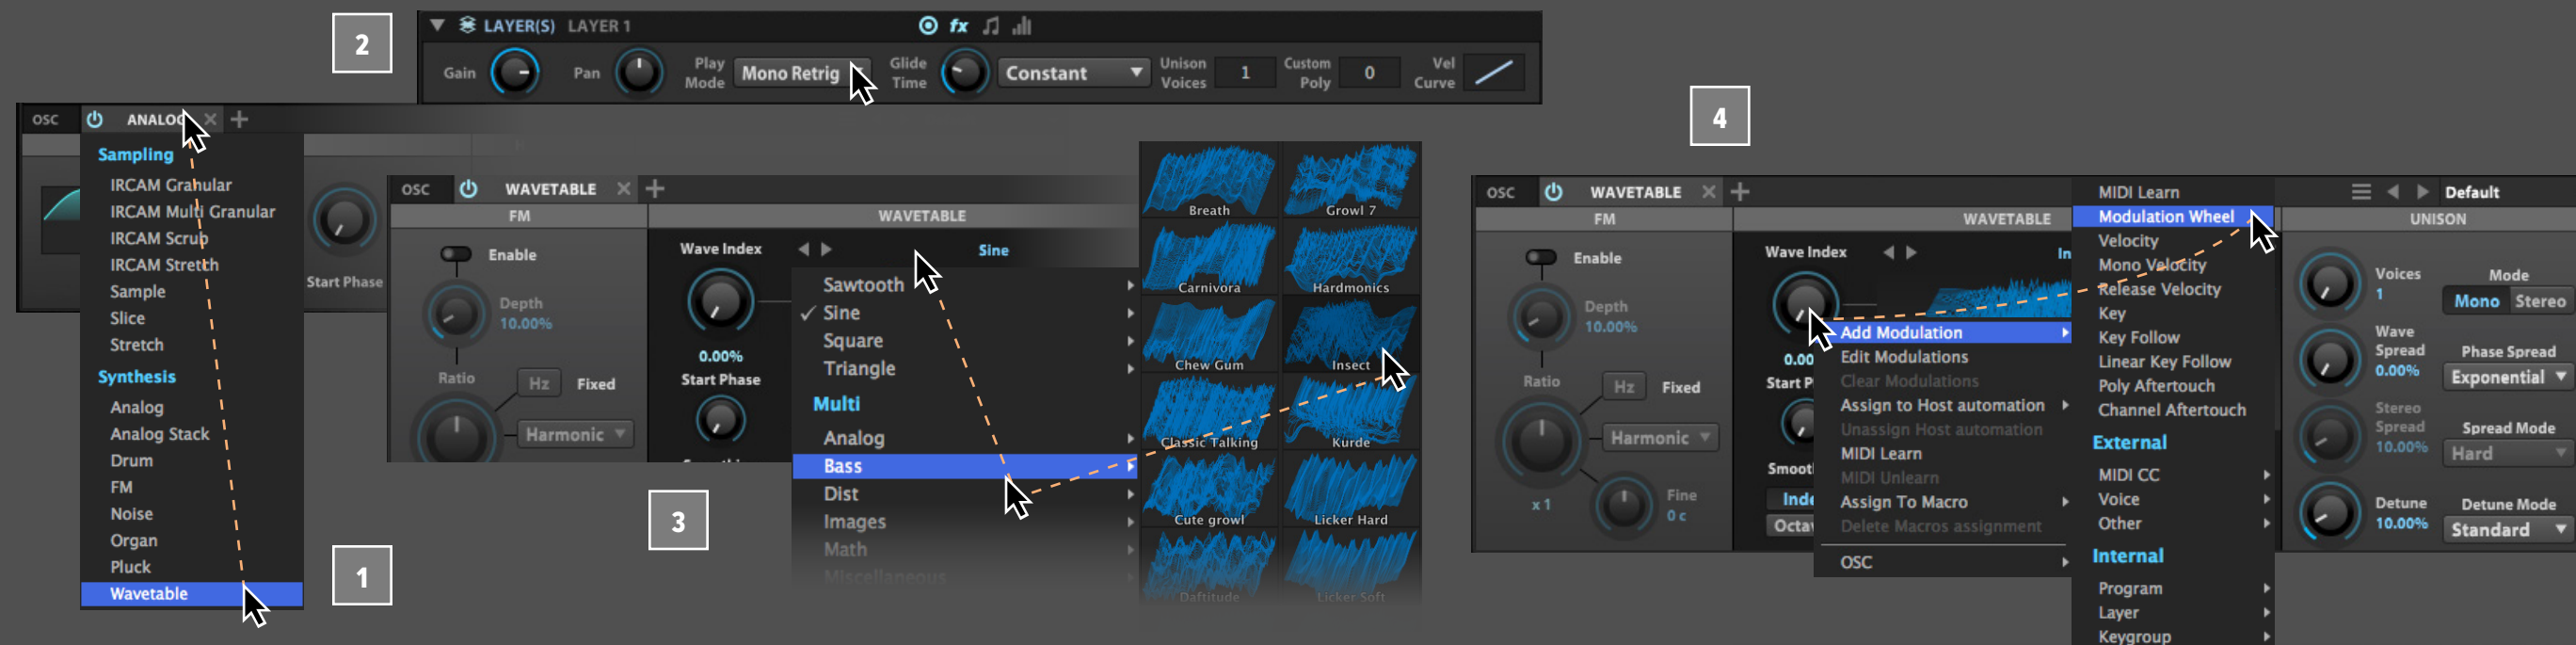 2
LAYER(S) LAYER 1 fx
Gain Pan Play Mode Mono Retrig Glide Time Constant Unison Voices 1 Custom Poly 0 Vel Curve
OSC ANALOG
Sampling
IRCAM Granular
IRCAM Multi Granular
IRCAM Scrub
IRCAM Stretch
Sample
Slice
Stretch
Synthesis
Analog
Analog Stack
Drum
FM
Noise
Organ
Pluck
Wavetable
Start Phase
1
OSC WAVETABLE
FM WAVETABLE
Enable
Depth
10.00%
Ratio
Hz Fixed
Harmonic
Wave Index
0.00%
Start Phase
Sine
Sawtooth
Sine
Square
Triangle
Multi
Analog
Bass
Dist
Images
Math
Miscellaneous
3
Breath Growl 7
Carnivora Hardmonics
Chew Gum Insect
Classic Talking Kurde
Cute growl Licker Hard
Daftitude Licker Soft
4
OSC WAVETABLE
Default
FM WAVETABLE UNISON
Enable
Depth
10.00%
Ratio
Hz Fixed
Harmonic
x 1
Fine
0 c
Wave Index
In
0.00
Start P
Smoot
Inde
Octa
Add Modulation
Edit Modulations
Clear Modulations
Assign to Host automation
Unassign Host automation
MIDI Learn
MIDI Unlearn
Assign To Macro
Delete Macros assignment
OSC
MIDI Learn
Modulation Wheel
Velocity
Mono Velocity
Release Velocity
Key
Key Follow
Linear Key Follow
Poly Aftertouch
Channel Aftertouch
External
MIDI CC
Voice
Other
Internal
Program
Layer
Keygroup
Voices
1
Mode
Mono Stereo
Wave Spread
0.00%
Phase Spread
Exponential
Stereo Spread
10.00%
Spread Mode
Hard
Detune
10.00%
Detune Mode
Standard